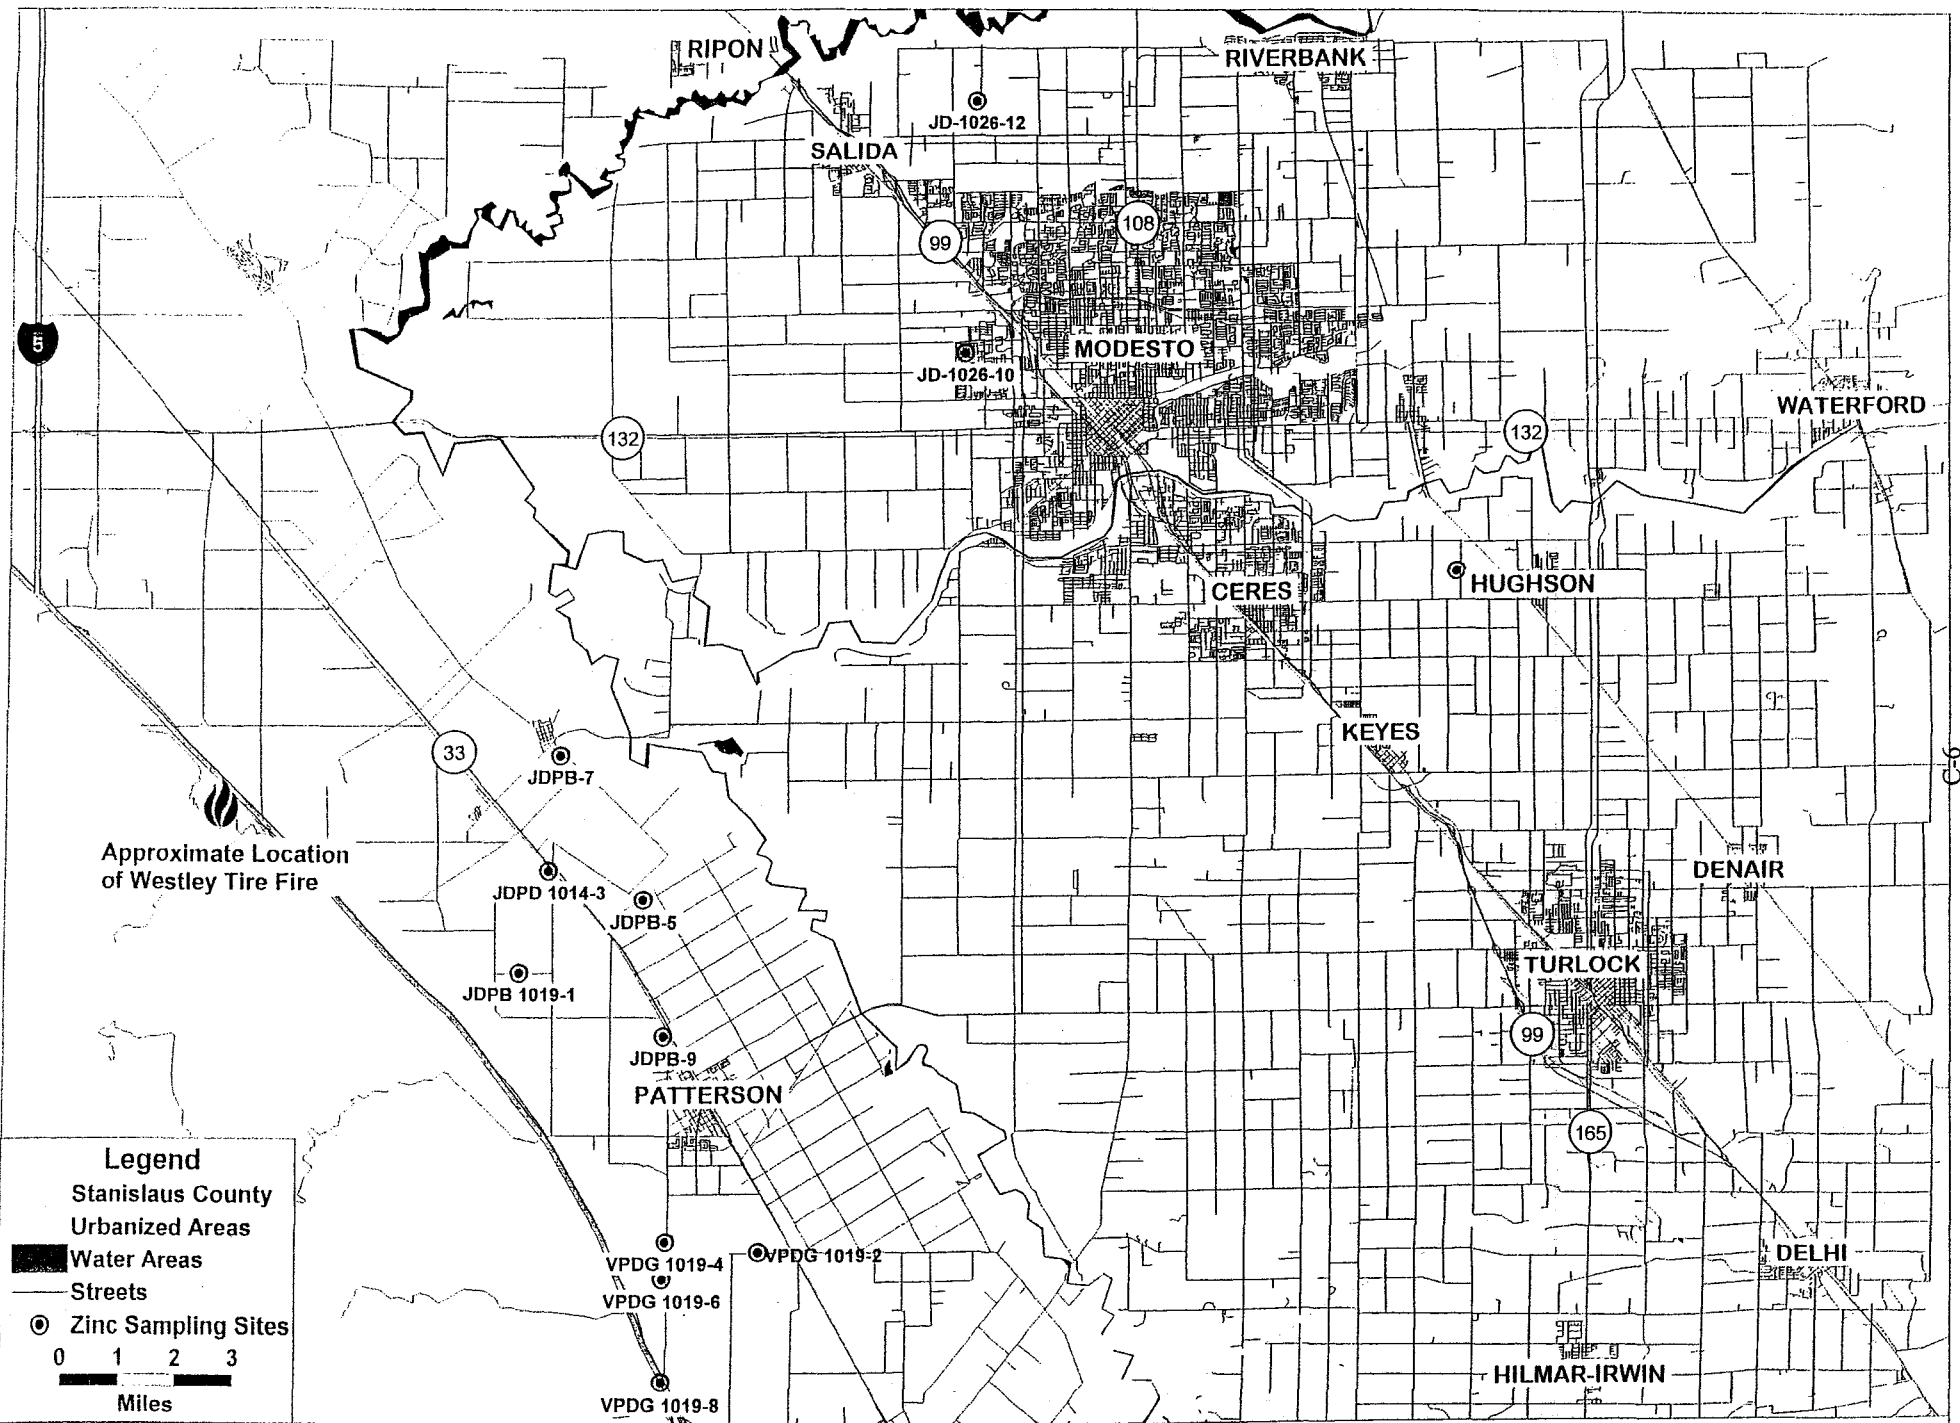 RIPON
RIVERBANK
JD-1026-12
SALIDA
108
99
5
MODESTO
JD-1026-10
WATERFORD
132
132
HUGHSON
CERES
KEYES
33
JDPB-7
C-6
Approximate Location
of Westley Tire Fire
DENAIR
JDPD 1014-3
JDPB-5
TURLOCK
JDPB 1019-1
99
JDPB-9
PATTERSON
165
Legend
Stanislaus County
Urbanized Areas
Water Areas
Streets
Zinc Sampling Sites
0 1 2 3
Miles
VPDG 1019-4
VPDG 1019-2
VPDG 1019-6
DELHI
HILMAR-IRWIN
VPDG 1019-8